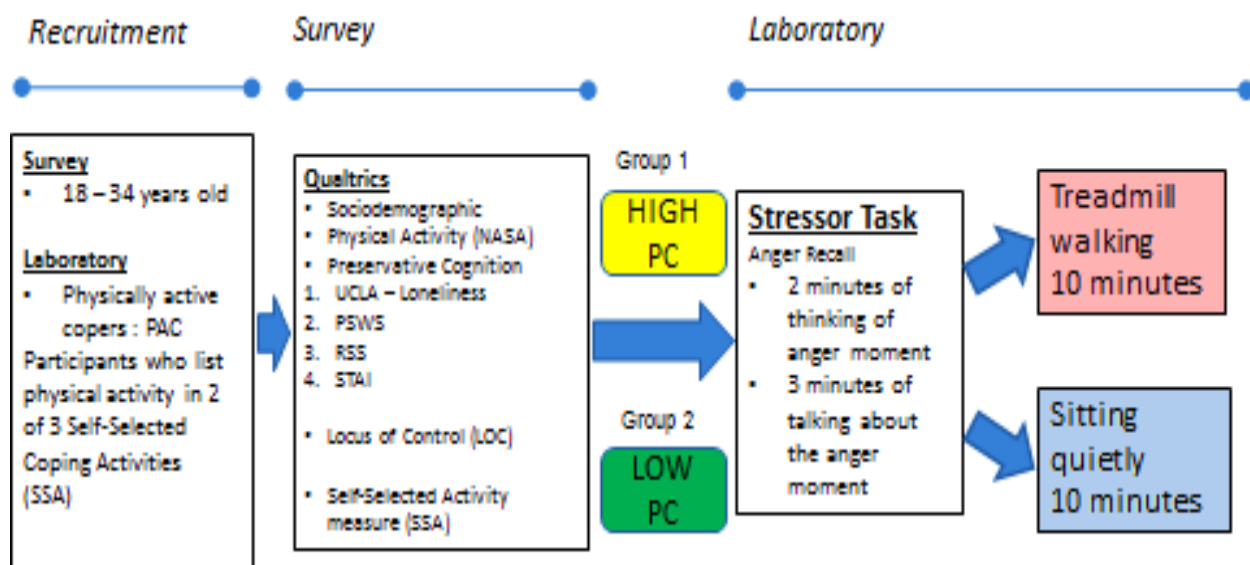 Recruitment
Survey
Laboratory
Survey
• 18 – 34 years old
Laboratory
• Physically active
copers : PAC
Participants who list
physical activity in 2
of 3 Self-Selected
Coping Activities
(SSA)
Qualtrics
• Sociodemographic
• Physical Activity (NASA)
• Preservative Cognition
1. UCLA – Loneliness
2. PSWS
3. RSS
4. STAI
• Locus of Control (LOC)
• Self-Selected Activity
measure (SSA)
Group 1
HIGH
PC
Group 2
LOW
PC
Stressor Task
Anger Recall
• 2 minutes of
thinking of
anger moment
• 3 minutes of
talking about
the anger
moment
Treadmill
walking
10 minutes
Sitting
quietly
10 minutes